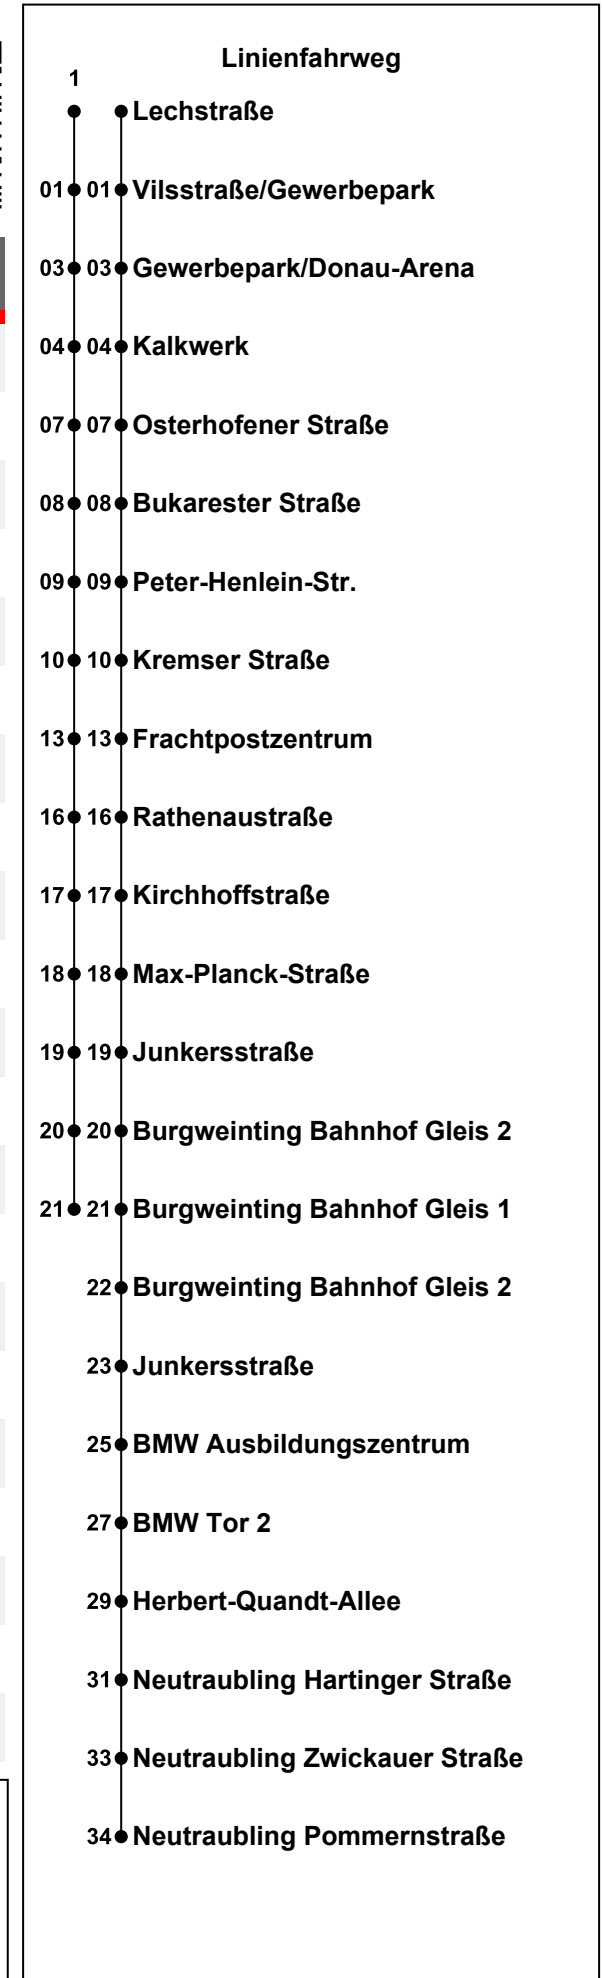 Linienfahrweg
1
Lechstraße
01 01 Vilsstraße/Gewerbepark
03 03 Gewerbepark/Donau-Arena
04 04 Kalkwerk
07 07 Osterhofener Straße
08 08 Bukarester Straße
09 09 Peter-Henlein-Str.
10 10 Kremser Straße
13 13 Frachtpostzentrum
16 16 Rathenaustraße
17 17 Kirchhoffstraße
18 18 Max-Planck-Straße
19 19 Junkersstraße
20 20 Burgweinting Bahnhof Gleis 2
21 21 Burgweinting Bahnhof Gleis 1
22 Burgweinting Bahnhof Gleis 2
23 Junkersstraße
25 BMW Ausbildungszentrum
27 BMW Tor 2
29 Herbert-Quandt-Allee
31 Neutraubling Hartinger Straße
33 Neutraubling Zwickauer Straße
34 Neutraubling Pommernstraße